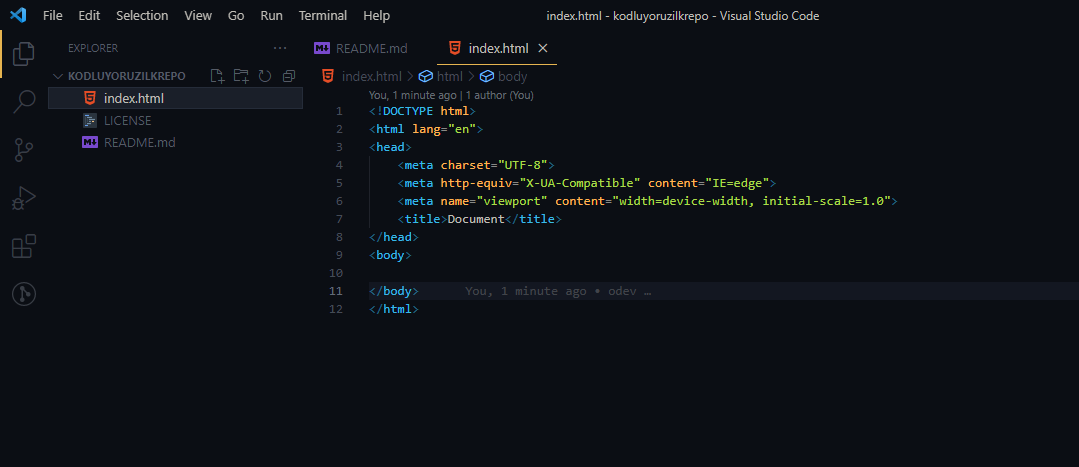 File Edit Selection View Go Run Terminal Help index.html - kodluyoruzilkrepo - Visual Studio Code
EXPLORER ···
KODLUYORUZILKREPO
index.html
LICENSE
README.md
README.md index.html
index.html > html > body
You, 1 minute ago | 1 author (You)
1 <!DOCTYPE html>
2 <html lang="en">
3 <head>
4 <meta charset="UTF-8">
5 <meta http-equiv="X-UA-Compatible" content="IE=edge">
6 <meta name="viewport" content="width=device-width, initial-scale=1.0">
7 <title>Document</title>
8 </head>
9 <body>
10
11 </body> You, 1 minute ago • odev …
12 </html>